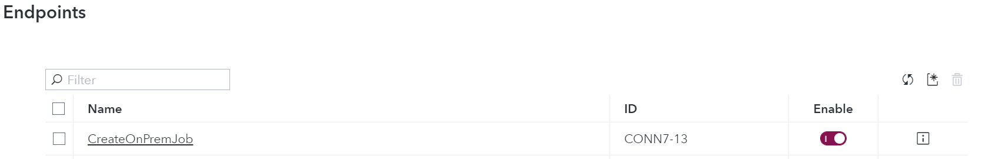 Endpoints
Filter
Name ID Enable
CreateOnPremJob CONN7-13